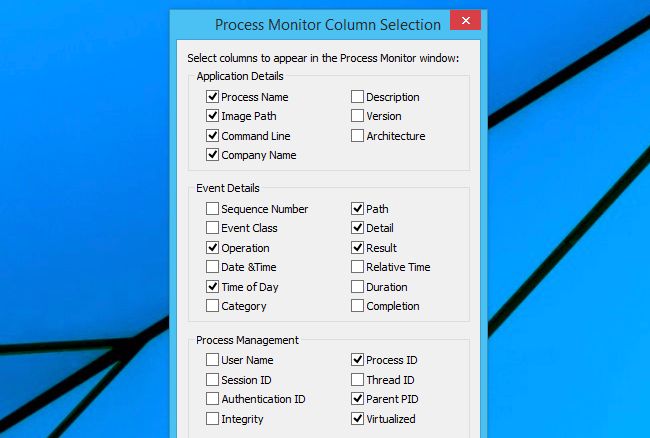 Process Monitor Column Selection
Select columns to appear in the Process Monitor window:
Application Details
Process Name Description
Image Path Version
Command Line Architecture
Company Name
Event Details
Sequence Number Path
Event Class Detail
Operation Result
Date &Time Relative Time
Time of Day Duration
Category Completion
Process Management
User Name Process ID
Session ID Thread ID
Authentication ID Parent PID
Integrity Virtualized